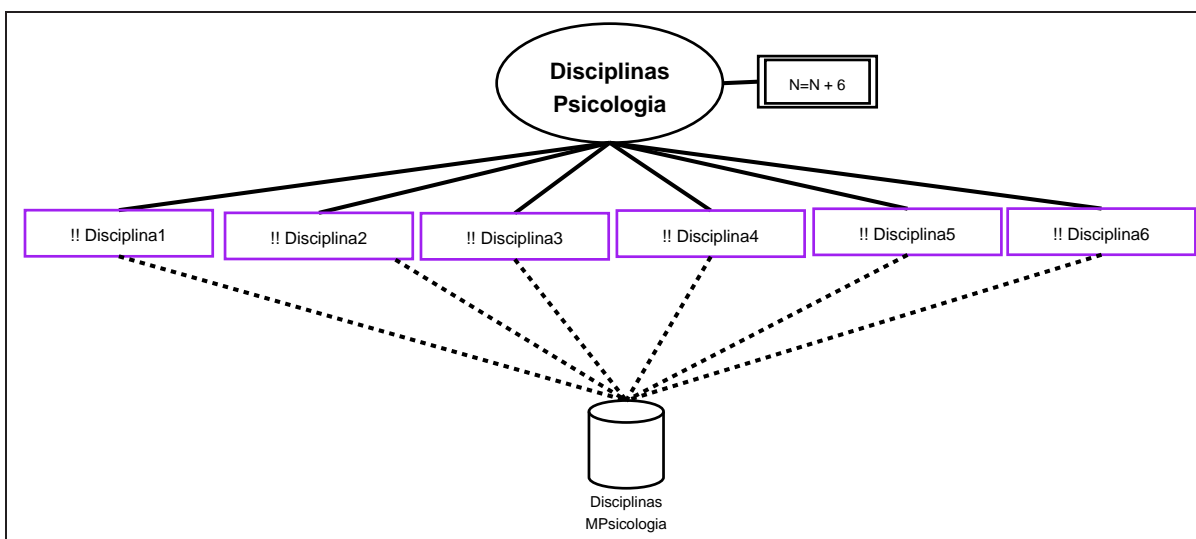 Disciplinas
Psicologia
N=N + 6
!! Disciplina1
!! Disciplina2
!! Disciplina3
!! Disciplina4
!! Disciplina5
!! Disciplina6
Disciplinas
MPsicologia